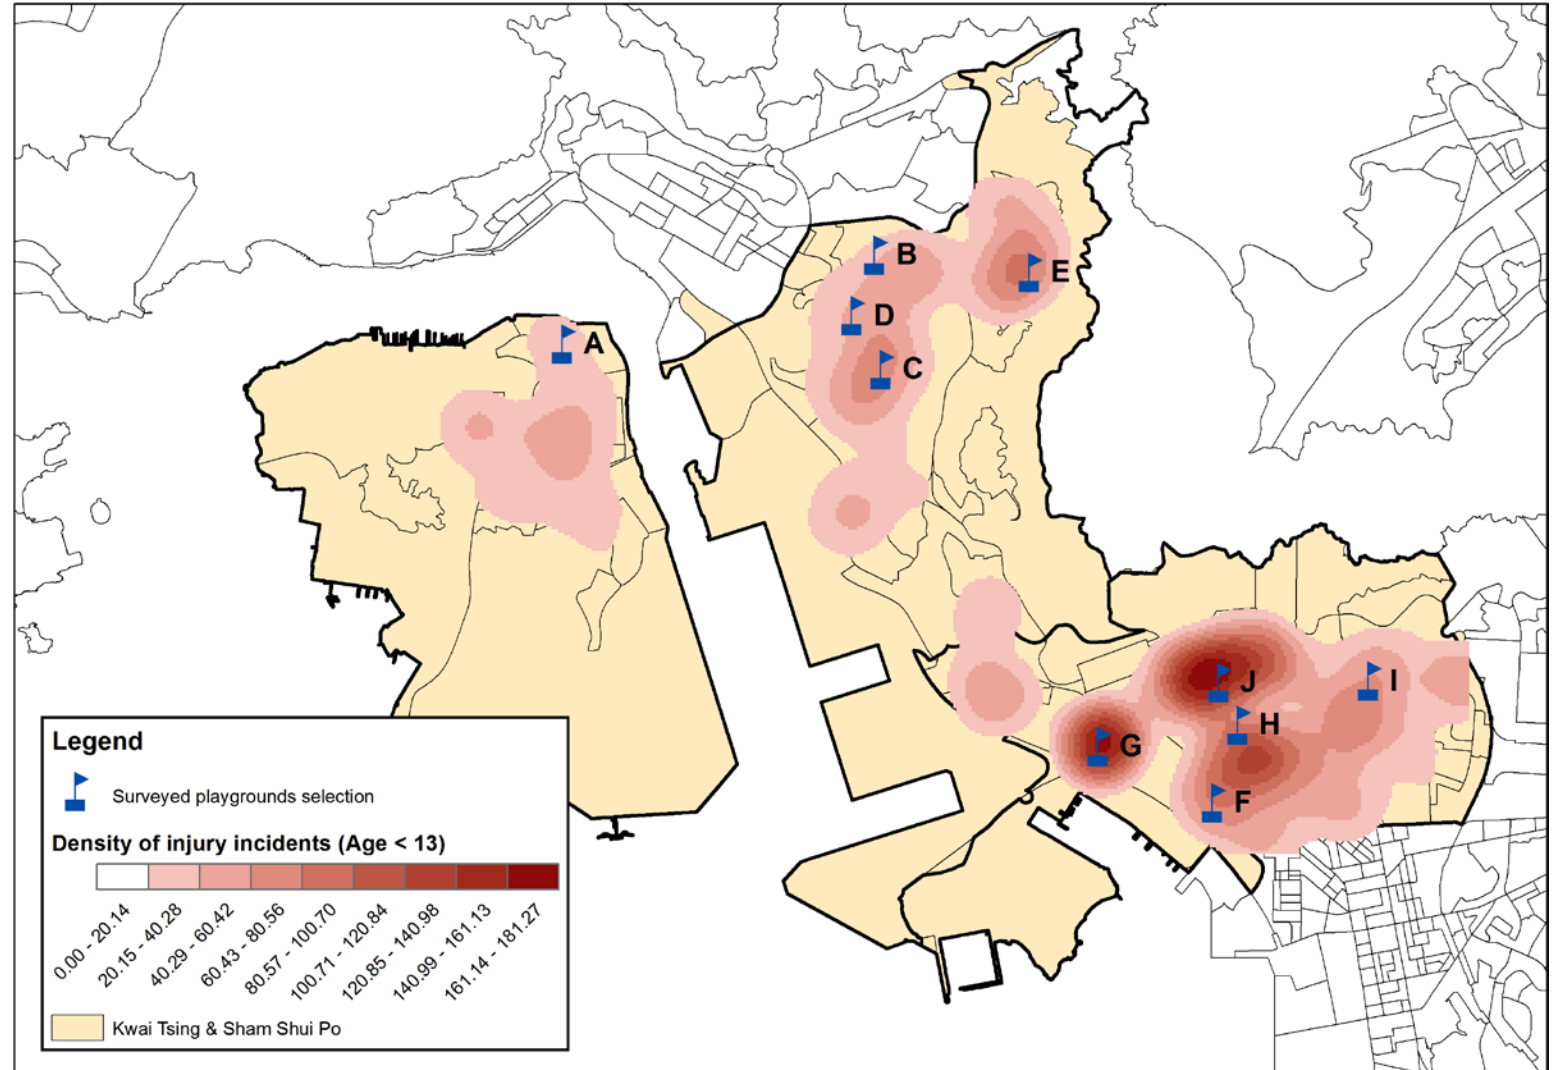 B
E
D
A
C
J
I
H
G
F
Legend
Surveyed playgrounds selection
Density of injury incidents (Age < 13)
0.00 - 20.14
20.15 - 40.28
40.29 - 60.42
60.43 - 80.56
80.57 - 100.70
100.71 - 120.84
120.85 - 140.98
140.99 - 161.13
161.14 - 181.27
Kwai Tsing & Sham Shui Po